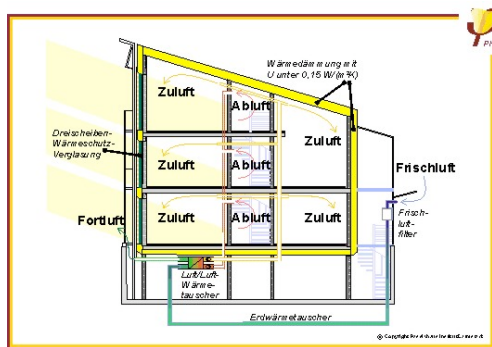 Wärmedämmung mit
U unter 0,15 W/(m²K)
Zuluft
Abluft
Zuluft
Dreischeiben-
Wärmeschutz-
Verglasung
Zuluft
Abluft
Frischluft
Zuluft
Abluft
Zuluft
Fortluft
Frisch-
luft-
filter
Luft/Luft-
Wärme-
tauscher
Erdwärmetauscher
© Copyright